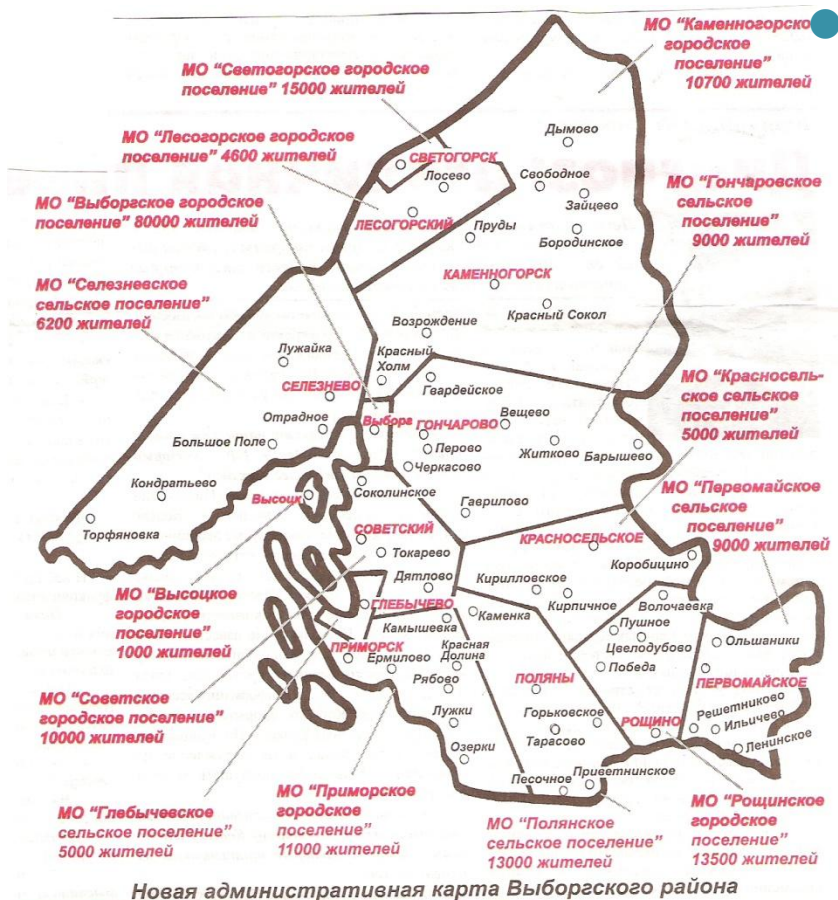 МО “Каменногорское
городское
поселение”
10700 жителей
МО “Светогорское городское
поселение” 15000 жителей
МО “Лесогорское городское
поселение” 4600 жителей
МО “Выборгское городское
поселение” 80000 жителей
МО “Гончаровское
сельское
поселение”
9000 жителей
МО “Селезневское
сельское поселение”
6200 жителей
Дымово
СВЕТОГОРСК
Лосево
Свободное
Зайцево
ЛЕСОГОРСКИЙ
Пруды
Бородинское
КАМЕННОГОРСК
Красный Сокол
Возрождение
Лужайка
Красный
Холм
Гвардейское
МО “Красносель-
ское сельское
поселение”
5000 жителей
СЕЛЕЗНЕВО
Отрадное
Выборг
ГОНЧАРОВО
Вещево
Большое Поле
Перово
Житково
Барышево
Черкасово
Кондратьево
Высоцк
Соколинское
Гаврилово
МО “Первомайское
сельское
поселение”
9000 жителей
Торфяновка
СОВЕТСКИЙ
Токарево
КРАСНОСЕЛЬСКОЕ
Коробицино
Дятлово
Кирилловское
Кирпичное
Волочаевка
МО “Высоцкое
городское
поселение”
1000 жителей
ГЛЕБЫЧЕВО
Камышевка
Каменка
Пушное
Цвелодубово
Ольшаники
ПРИМОРСК
Ермилово
Красная
Долина
Победа
ПЕРВОМАЙСКОЕ
Рябово
ПОЛЯНЫ
МО “Советское
городское поселение”
10000 жителей
Лужки
Горьковское
РОЩИНО
Решетниково
Ильичево
Тарасово
Озерки
Ленинское
Песочное
Приветнинское
МО “Глебычевское
сельское поселение”
5000 жителей
МО “Приморское
городское
поселение”
11000 жителей
МО “Полянское
сельское поселение”
13000 жителей
МО “Рощинское
городское
поселение”
13500 жителей
Новая административная карта Выборгского района